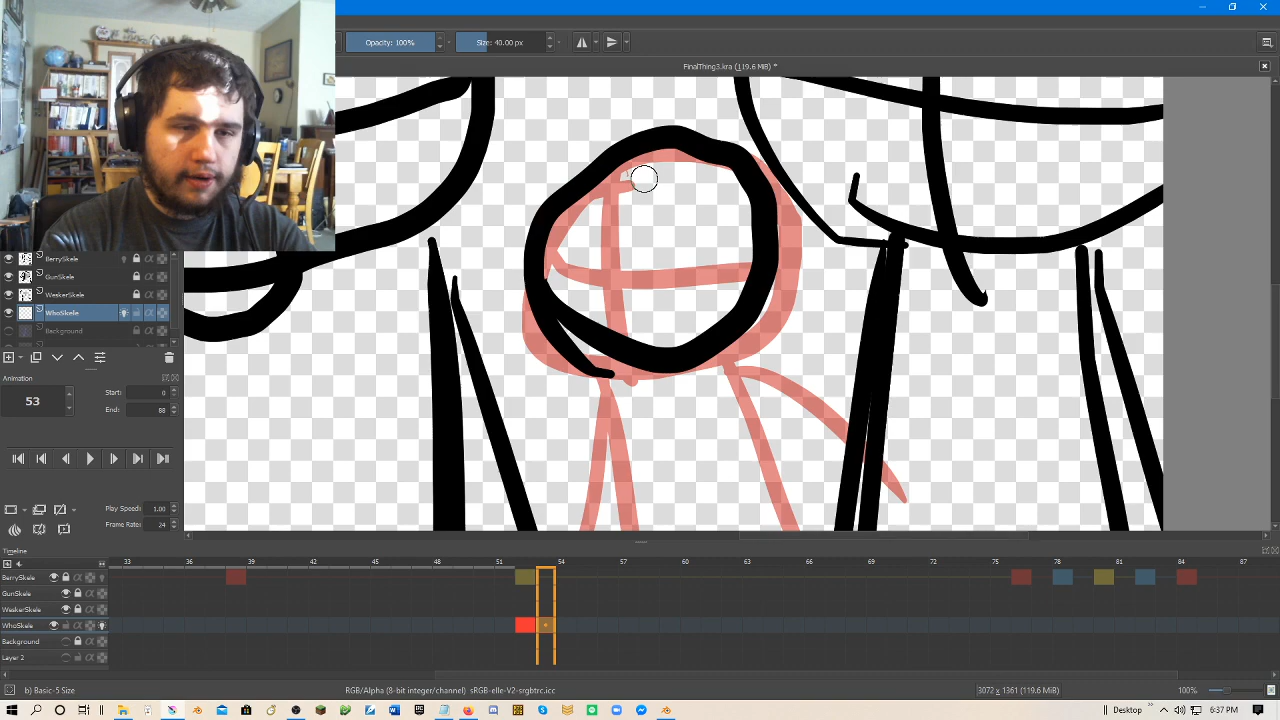 Opacity: 100%
Size: 40.00 px
FinalThing3.kra (119.6 MiB) *
BerrySkele
GunSkele
WeskerSkele
WhoSkele
Background
Animation
53
Start: 0
End: 88
Play Speed: 1.00
Frame Rate: 24
Timeline
33 36 39 42 45 48 51 54 57 60 63 66 69 72 75 78 81 84 87
BerrySkele
GunSkele
WeskerSkele
WhoSkele
Background
Layer 2
b) Basic-5 Size
RGB/Alpha (8-bit integer/channel) sRGB-elle-V2-srgbtrc.icc
3072 x 1361 (119.6 MiB)
100%
Desktop
6:37 PM